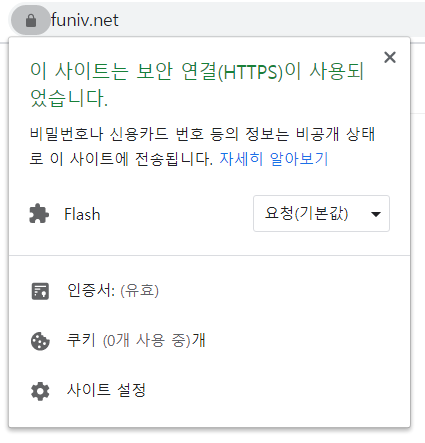 funiv.net
이 사이트는 보안 연결(HTTPS)이 사용되
었습니다.
비밀번호나 신용카드 번호 등의 정보는 비공개 상태
로 이 사이트에 전송됩니다. 자세히 알아보기
Flash 요청(기본값)
인증서: (유효)
쿠키 (0개 사용 중)개
사이트 설정